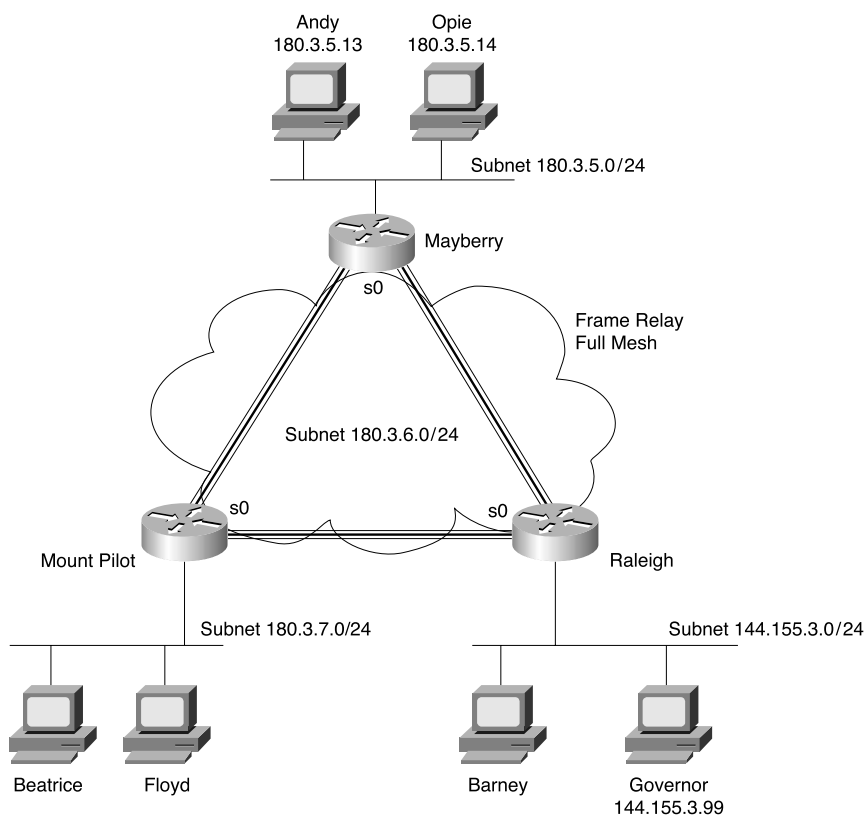 Andy
180.3.5.13
Opie
180.3.5.14
Subnet 180.3.5.0/24
Mayberry
s0
Frame Relay
Full Mesh
Subnet 180.3.6.0/24
s0
s0
Mount Pilot
Raleigh
Subnet 180.3.7.0/24
Subnet 144.155.3.0/24
Beatrice
Floyd
Barney
Governor
144.155.3.99